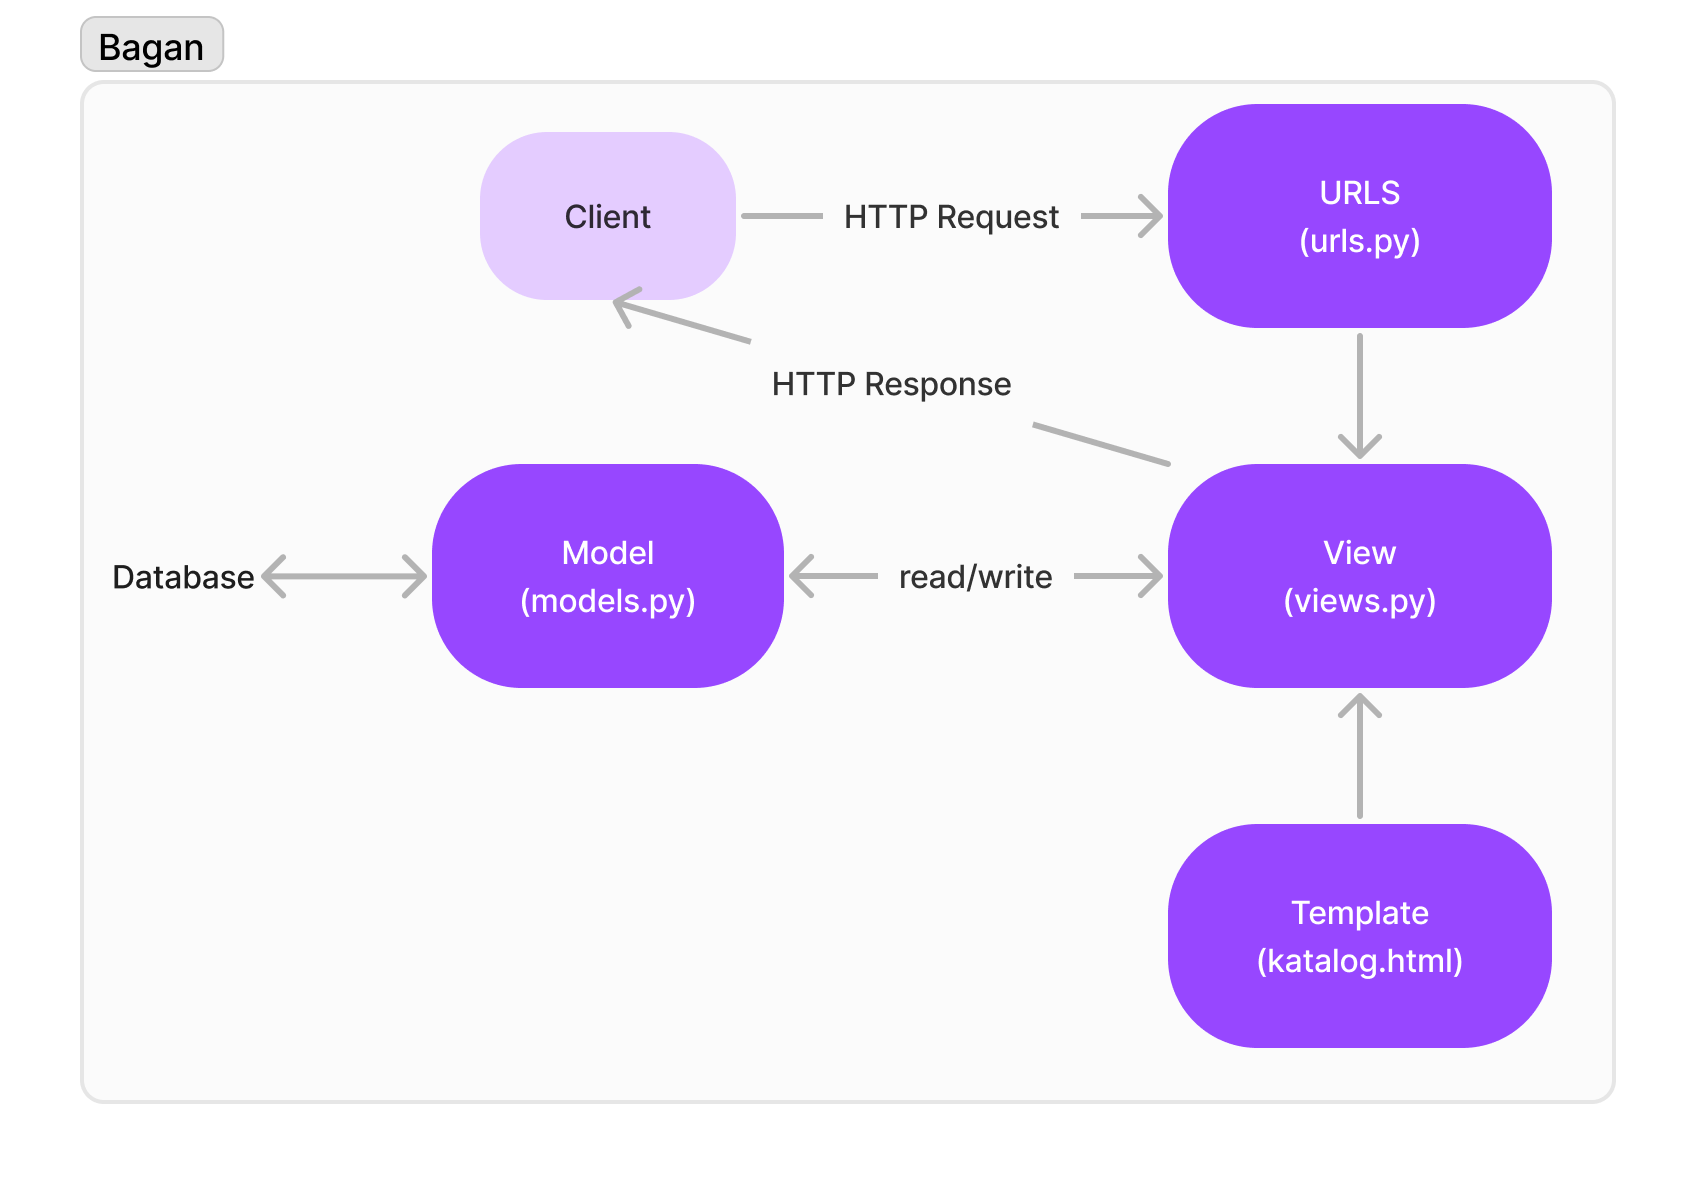 Bagan
Client
HTTP Request
URLS
(urls.py)
HTTP Response
Database
Model
(models.py)
read/write
View
(views.py)
Template
(katalog.html)